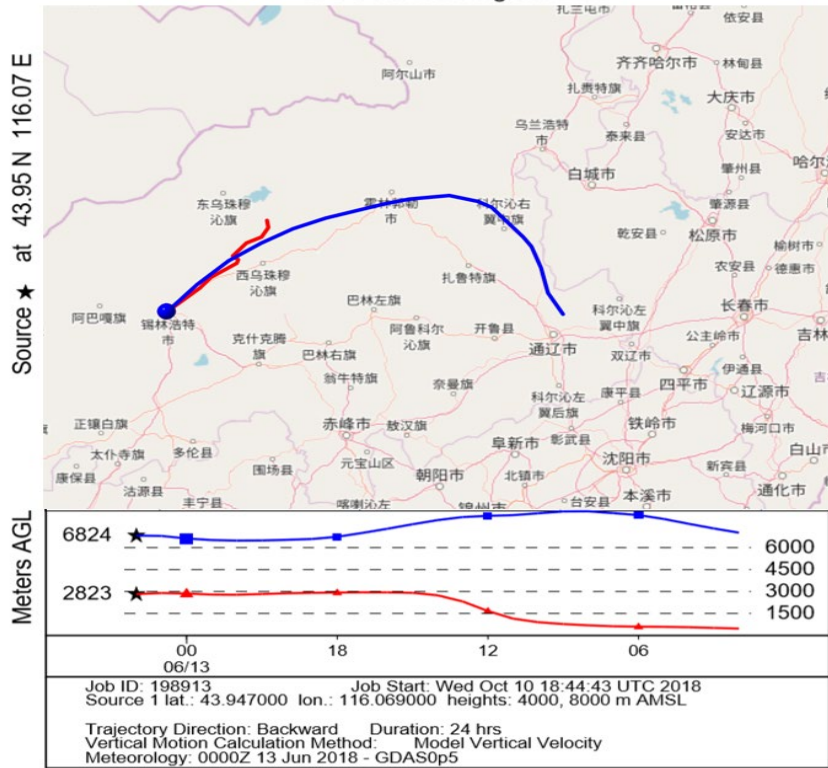 扎兰屯市
依安县
齐齐哈尔市
林甸县
阿尔山市
扎赉特旗
大庆市
乌兰浩特市
泰来县
安达市
肇州县
白城市
东乌珠穆沁旗
霍林郭勒市
科尔沁右翼中旗
肇源县
乾安县
松原市
榆树市
西乌珠穆沁旗
扎鲁特旗
农安县
德惠市
阿巴嘎旗
锡林浩特市
巴林左旗
阿鲁科尔沁旗
开鲁县
科尔沁左翼中旗
长春市
克什克腾旗
巴林右旗
通辽市
双辽市
公主岭市
伊通县
翁牛特旗
奈曼旗
科尔沁左翼后旗
康平县
四平市
辽源市
正镶白旗
赤峰市
敖汉旗
彰武县
铁岭市
梅河口市
太仆寺旗
多伦县
元宝山区
阜新市
康保县
围场县
朝阳市
北镇市
沈阳市
新宾县
沽源县
通化市
丰宁县
台安县
本溪市
Source ★ at 43.95 N 116.07 E
Meters AGL
6824
2823
6000
4500
3000
1500
00
18
12
06
06/13
Job ID: 198913 Job Start: Wed Oct 10 18:44:43 UTC 2018
Source 1 lat.: 43.947000 lon.: 116.069000 heights: 4000, 8000 m AMSL
Trajectory Direction: Backward Duration: 24 hrs
Vertical Motion Calculation Method: Model Vertical Velocity
Meteorology: 0000Z 13 Jun 2018 - GDAS0p5